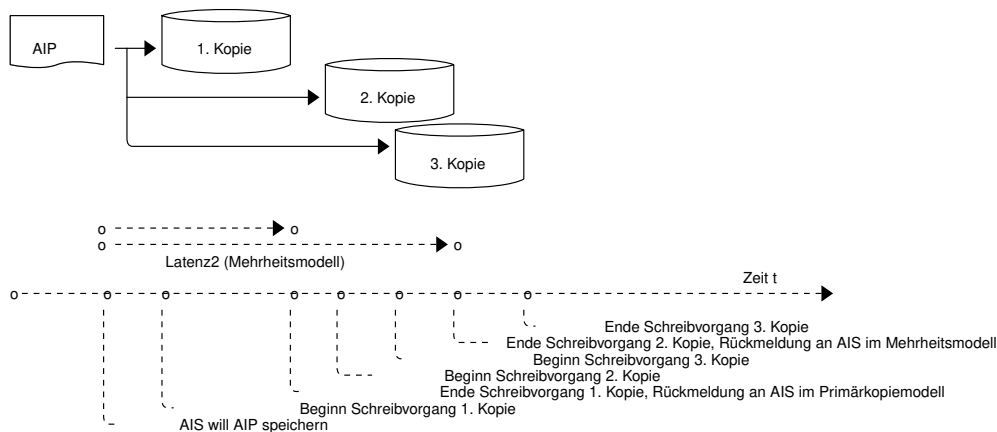 AIP
1. Kopie
2. Kopie
3. Kopie
Latenz2 (Mehrheitsmodell)
Zeit t
Ende Schreibvorgang 3. Kopie
Ende Schreibvorgang 2. Kopie, Rückmeldung an AIS im Mehrheitsmodell
Beginn Schreibvorgang 3. Kopie
Beginn Schreibvorgang 2. Kopie
Ende Schreibvorgang 1. Kopie, Rückmeldung an AIS im Primärkopiemodell
Beginn Schreibvorgang 1. Kopie
AIS will AIP speichern